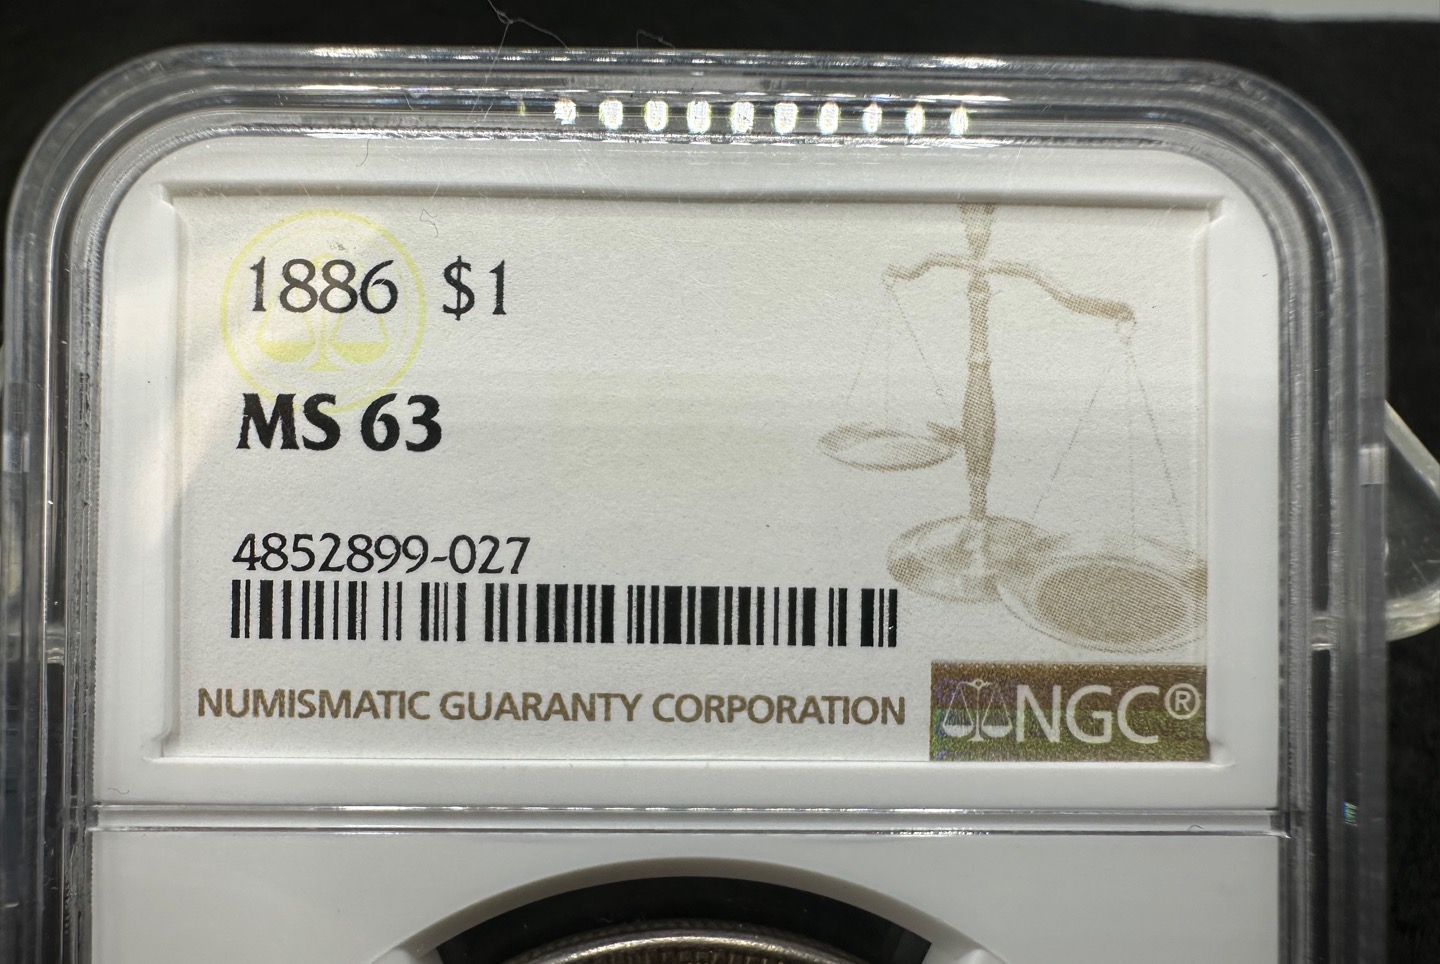 1886 $1
MS 63
4852899-027
NUMISMATIC GUARANTY CORPORATION
NGC®